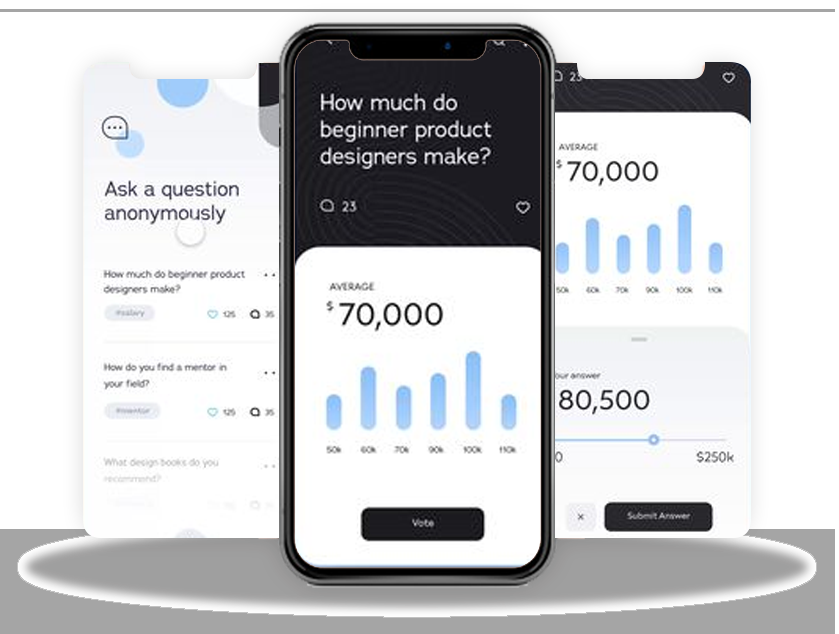 Ask a question
anonymously
How much do beginner product
designers make?
#salary
125
35
How do you find a mentor in
your field?
#mentor
125
35
What design books do you
recommend?
How much do
beginner product
designers make?
23
AVERAGE
$70,000
50k 60k 70k 90k 100k 110k
Vote
23
AVERAGE
$70,000
50k 60k 70k 90k 100k 110k
our answer
80,500
0
$250k
×
Submit Answer